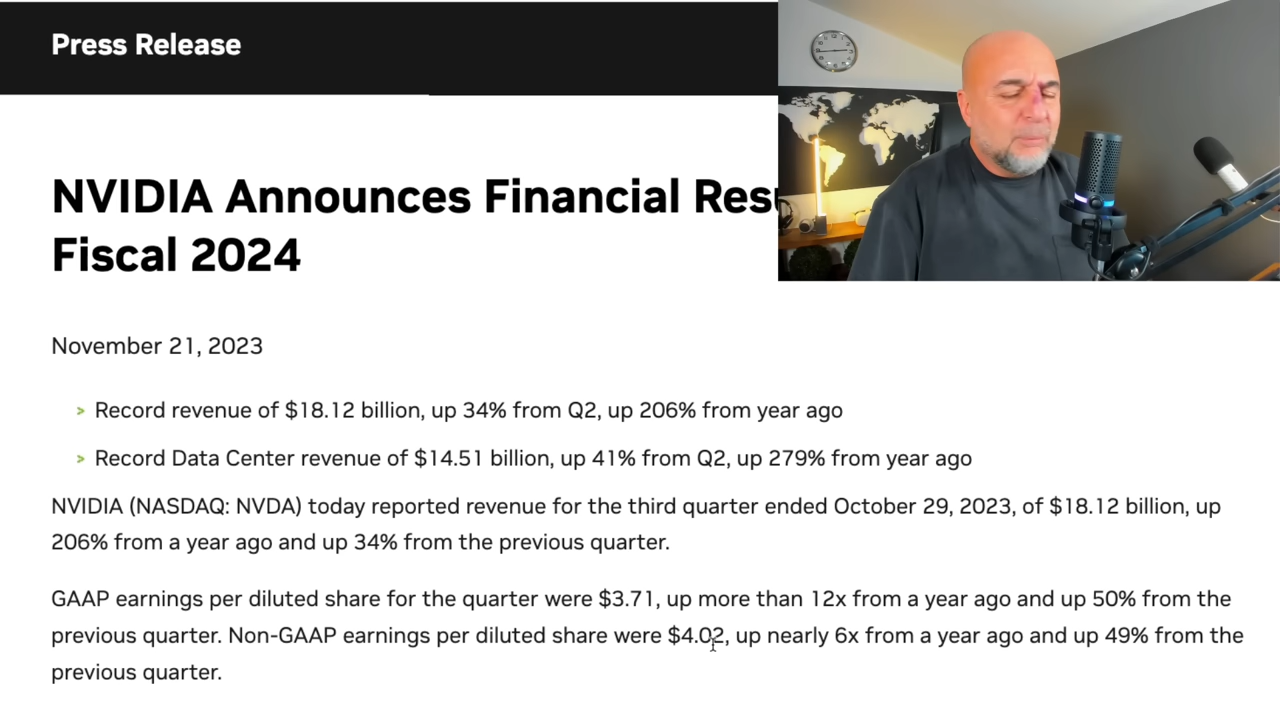 Press Release
NVIDIA Announces Financial
Fiscal 2024
November 21, 2023
> Record revenue of $18.12 billion, up 34% from Q2, up 206% from year ago
> Record Data Center revenue of $14.51 billion, up 41% from Q2, up 279% from year ago
NVIDIA (NASDAQ: NVDA) today reported revenue for the third quarter ended October 29, 2023, of $18.12 billion, up
206% from a year ago and up 34% from the previous quarter.
GAAP earnings per diluted share for the quarter were $3.71, up more than 12x from a year ago and up 50% from the
previous quarter. Non-GAAP earnings per diluted share were $4.02, up nearly 6x from a year ago and up 49% from the
previous quarter.